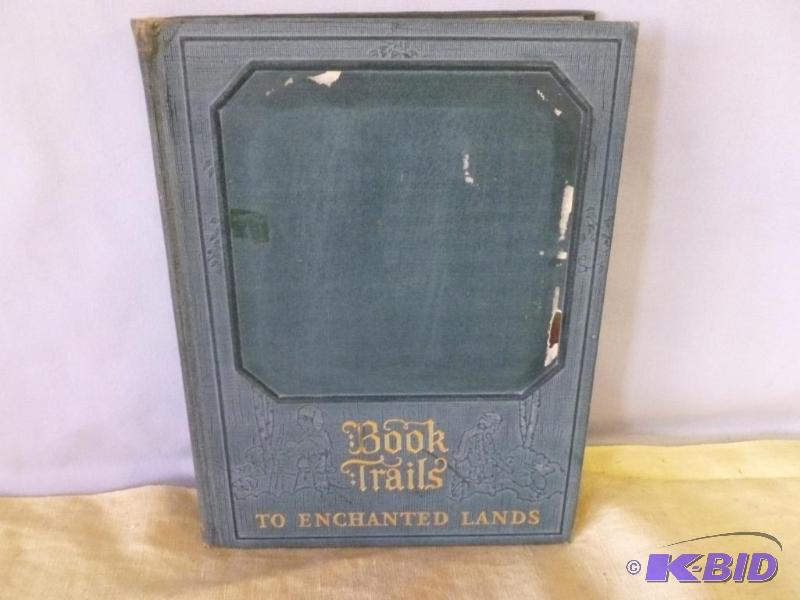 Book
Trails
TO ENCHANTED LANDS
© K-BID